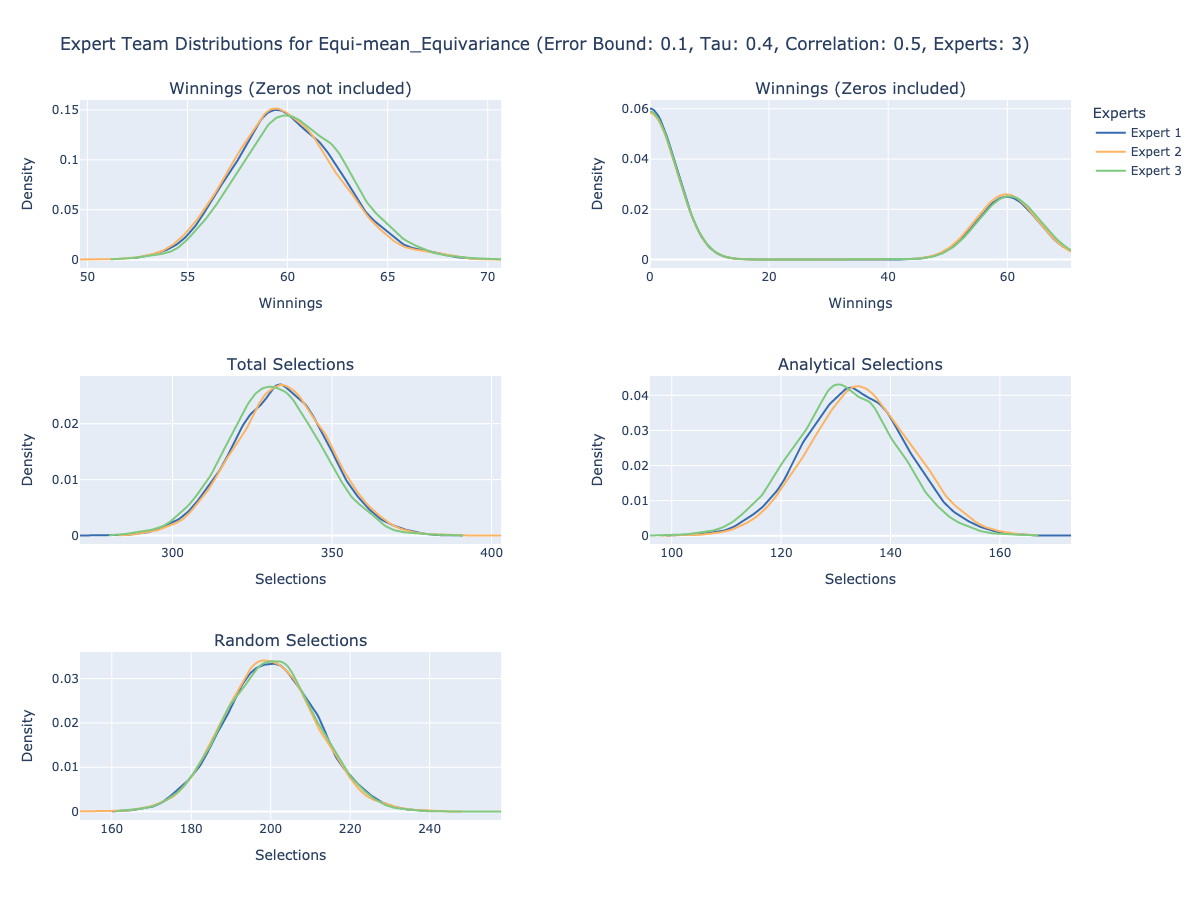 Expert Team Distributions for Equi-mean_Equivariance (Error Bound: 0.1, Tau: 0.4, Correlation: 0.5, Experts: 3)
Winnings (Zeros not included)
0.15
0.1
0.05
0
Density
50 55 60 65 70
Winnings
Winnings (Zeros included)
0.06
0.04
0.02
0
Density
0 20 40 60
Winnings
Experts
Expert 1
Expert 2
Expert 3
Total Selections
0.02
0.01
0
Density
300 350 400
Selections
Analytical Selections
0.04
0.03
0.02
0.01
0
Density
100 120 140 160
Selections
Random Selections
0.03
0.02
0.01
0
Density
160 180 200 220 240
Selections